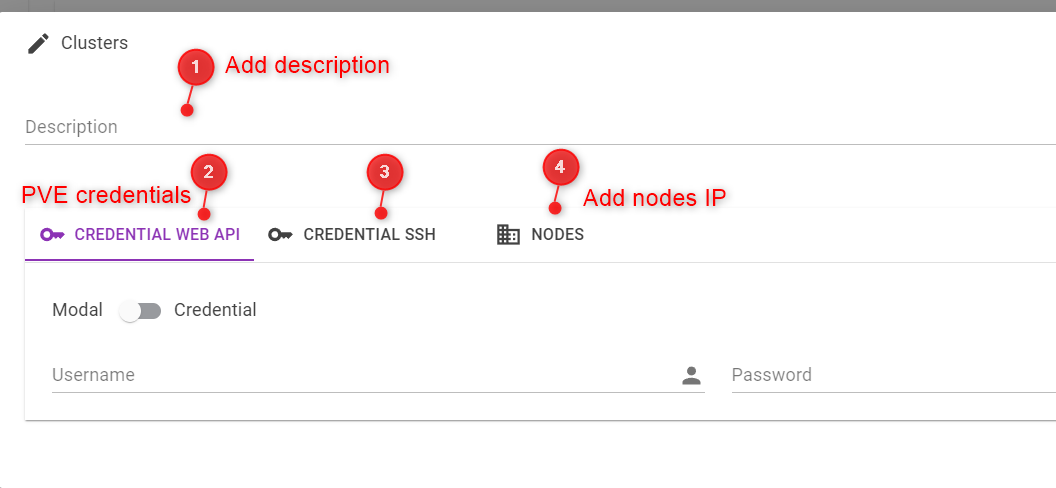 Clusters
1 Add description
Description
2 3 4
PVE credentials Add nodes IP
CREDENTIAL WEB API CREDENTIAL SSH NODES
Modal Credential
Username Password